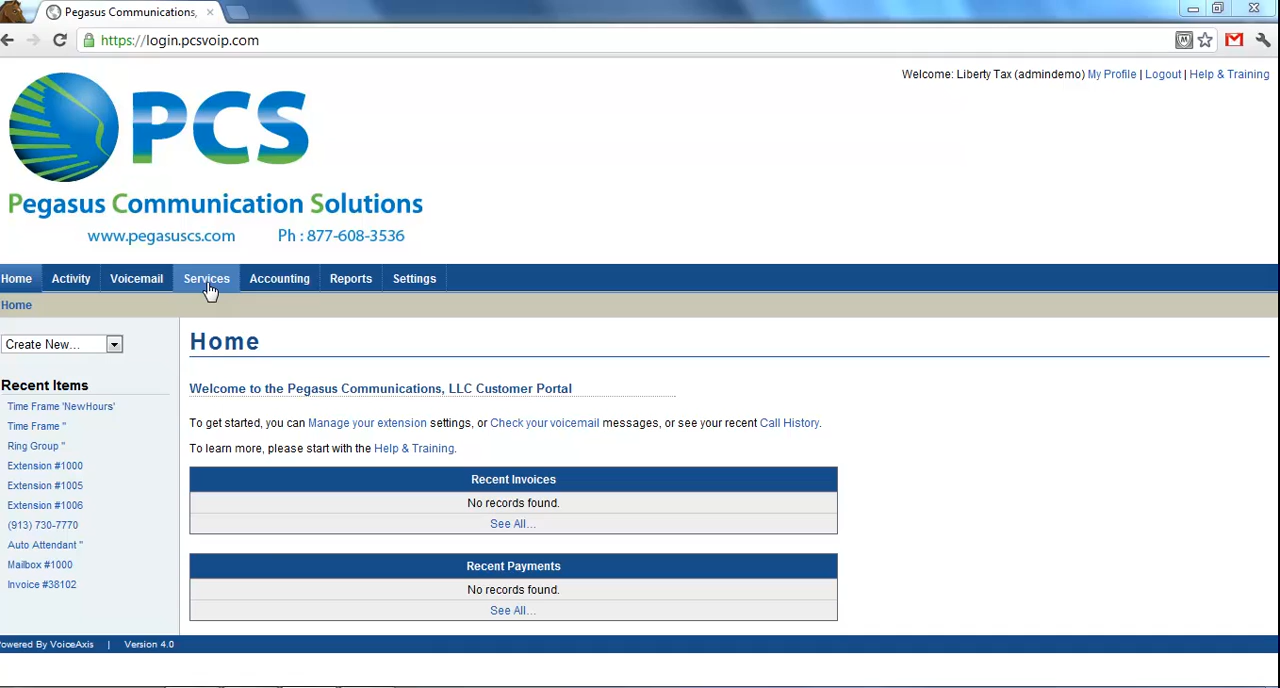 Pegasus Communications,
https://login.pcsvoip.com
Welcome: Liberty Tax (admindemo) My Profile | Logout | Help & Training
PCS
Pegasus Communication Solutions
www.pegasuscs.com Ph : 877-608-3536
Home Activity Voicemail Services Accounting Reports Settings
Home
Create New...
Recent Items
Time Frame 'NewHours'
Time Frame ''
Ring Group ''
Extension #1000
Extension #1005
Extension #1006
(913) 730-7770
Auto Attendant ''
Mailbox #1000
Invoice #38102
Home
Welcome to the Pegasus Communications, LLC Customer Portal
To get started, you can Manage your extension settings, or Check your voicemail messages, or see your recent Call History.
To learn more, please start with the Help & Training.
Recent Invoices
No records found.
See All...
Recent Payments
No records found.
See All...
owered By VoiceAxis | Version 4.0